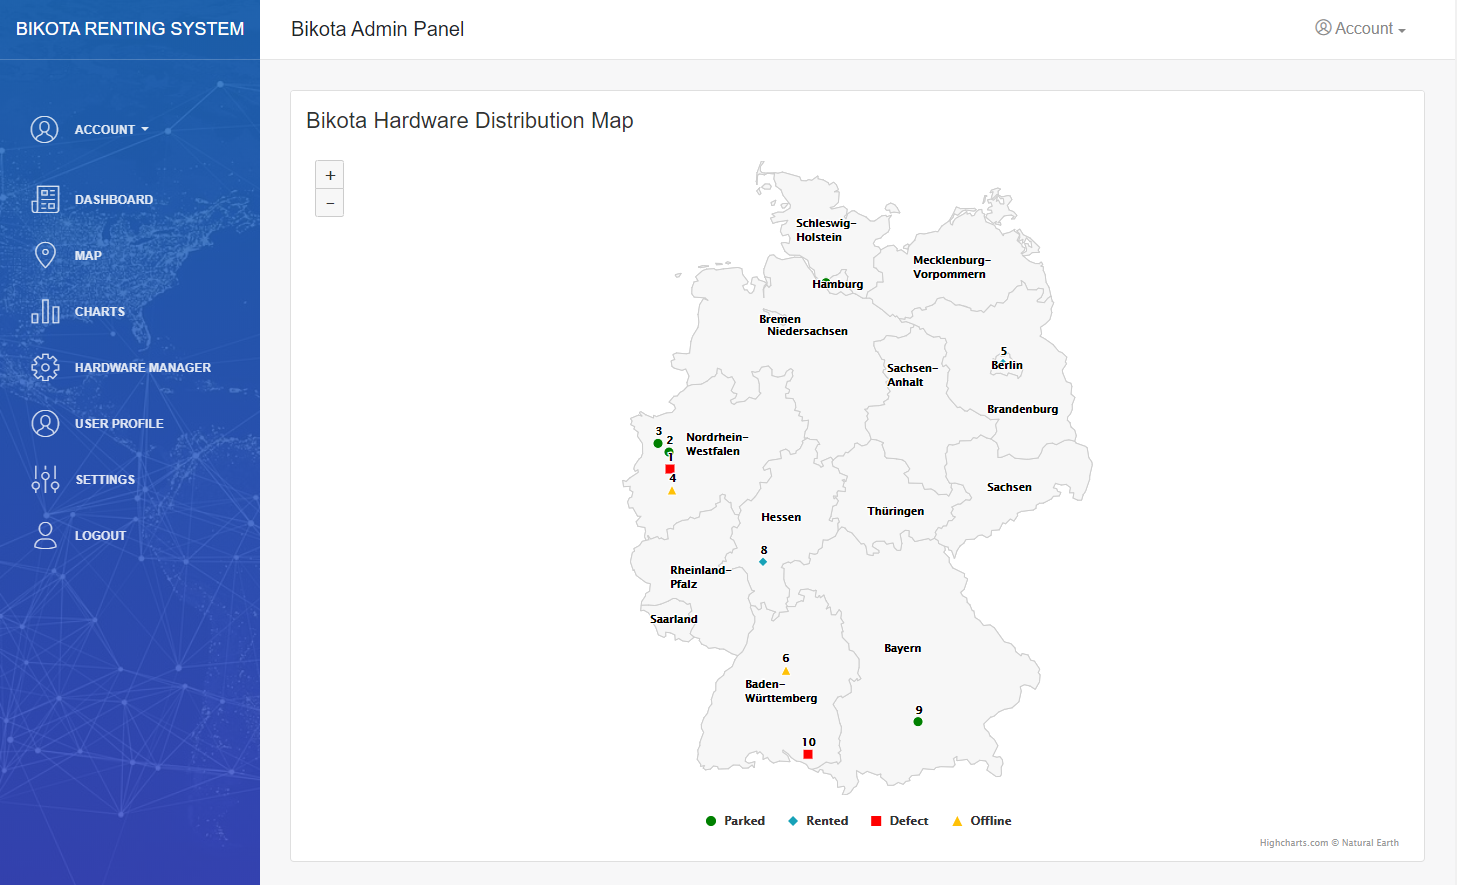 BIKOTA RENTING SYSTEM
Bikota Admin Panel
Account
ACCOUNT
DASHBOARD
MAP
CHARTS
HARDWARE MANAGER
USER PROFILE
SETTINGS
LOGOUT
Bikota Hardware Distribution Map
+
−
Schleswig-
Holstein
Mecklenburg-
Vorpommern
Hamburg
Bremen
Niedersachsen
5
Berlin
Sachsen-
Anhalt
Brandenburg
3
2
Nordrhein-
Westfalen
1
4
Sachsen
Thüringen
Hessen
8
Rheinland-
Pfalz
Saarland
Bayern
6
Baden-
Württemberg
9
10
Parked
Rented
Defect
Offline
Highcharts.com © Natural Earth